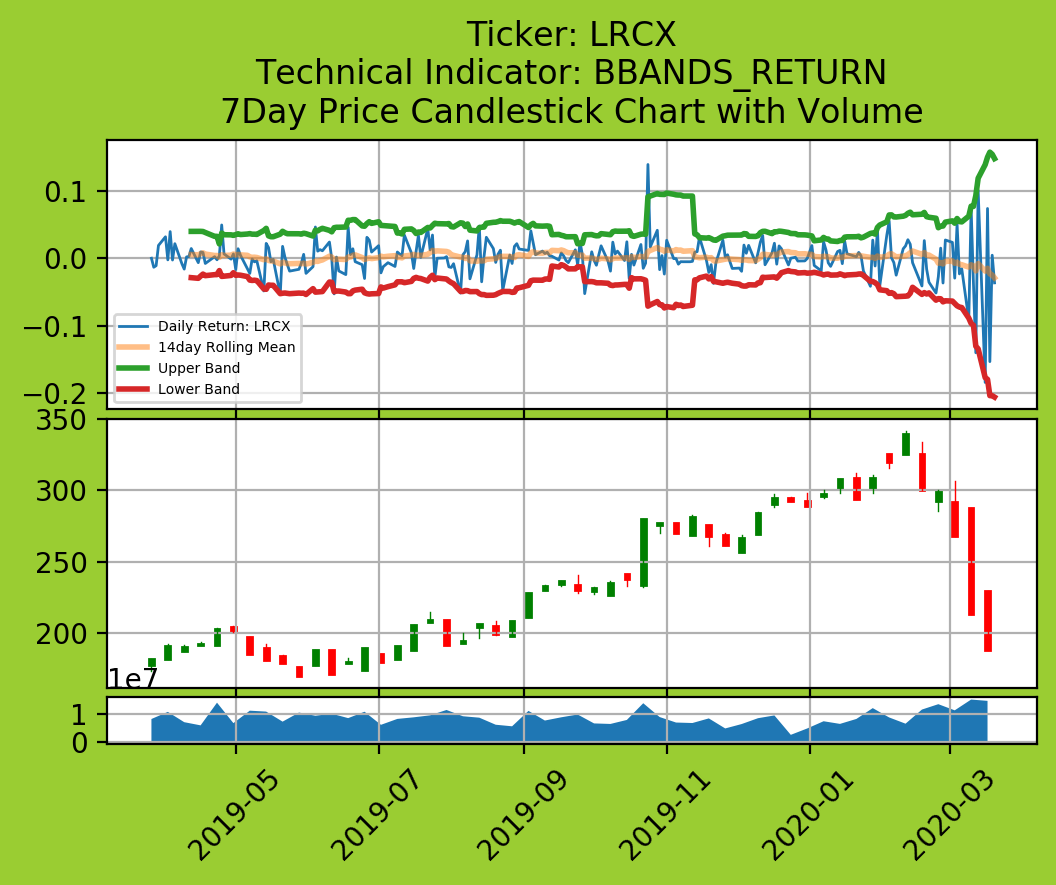 Ticker: LRCX
Technical Indicator: BBANDS_RETURN
7Day Price Candlestick Chart with Volume
0.1
0.0
−0.1
−0.2
Daily Return: LRCX
14day Rolling Mean
Upper Band
Lower Band
350
300
250
200
1e7
1
0
2019-05
2019-07
2019-09
2019-11
2020-01
2020-03